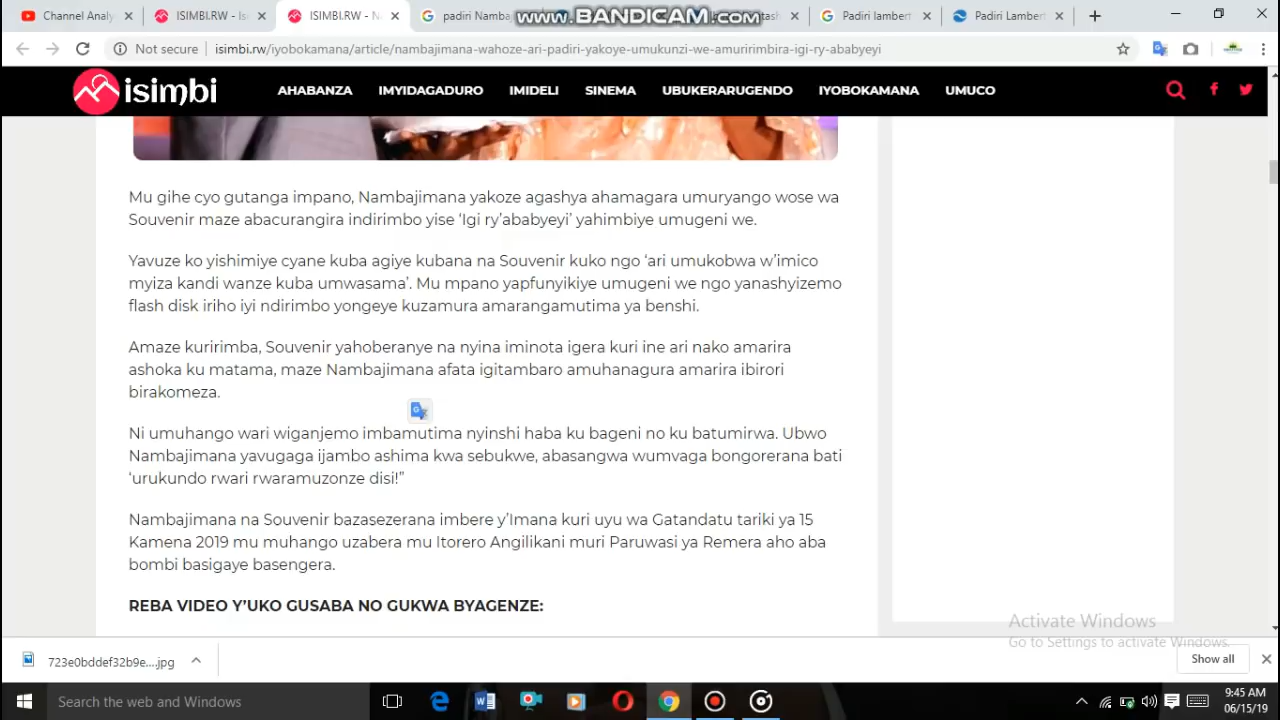 Channel Analy
ISIMBI.RW - Is
ISIMBI.RW - N
padiri Namba
www.BANDICAM.com
Padiri lambert
Padiri Lambert
Not secure
isimbi.rw/iyobokamana/article/nambajimana-wahoze-ari-padiri-yakoye-umukunzi-we-amuririmbira-igi-ry-ababyeyi
isimbi
AHABANZA IMYIDAGADURO IMIDELI SINEMA UBUKERARUGENDO IYOBOKAMANA UMUCO
Mu gihe cyo gutanga impano, Nambajimana yakoze agashya ahamagara umuryango wose wa
Souvenir maze abacurangira indirimbo yise ‘Igi ry’ababyeyi’ yahimbiye umugeni we.
Yavuze ko yishimiye cyane kuba agiye kubana na Souvenir kuko ngo ‘ari umukobwa w’imico
myiza kandi wanze kuba umwasama’. Mu mpano yapfunyikiye umugeni we ngo yanashyizemo
flash disk iriho iyi ndirimbo yongeye kuzamura amarangamutima ya benshi.
Amaze kuririmba, Souvenir yahoberanye na nyina iminota igera kuri ine ari nako amarira
ashoka ku matama, maze Nambajimana afata igitambaro amuhanagura amarira ibirori
birakomeza.
Ni umuhango wari wiganjemo imbamutima nyinshi haba ku bageni no ku batumirwa. Ubwo
Nambajimana yavugaga ijambo ashima kwa sebukwe, abasangwa wumvaga bongorerana bati
‘urukundo rwari rwaramuzonze disi!”
Nambajimana na Souvenir bazasezerana imbere y’Imana kuri uyu wa Gatandatu tariki ya 15
Kamena 2019 mu muhango uzabera mu Itorero Angilikani muri Paruwasi ya Remera aho aba
bombi basigaye basengera.
REBA VIDEO Y’UKO GUSABA NO GUKWA BYAGENZE:
Activate Windows
Go to Settings to activate Windows.
723e0bddef32b9e....jpg
Show all
Search the web and Windows
9:45 AM
06/15/19